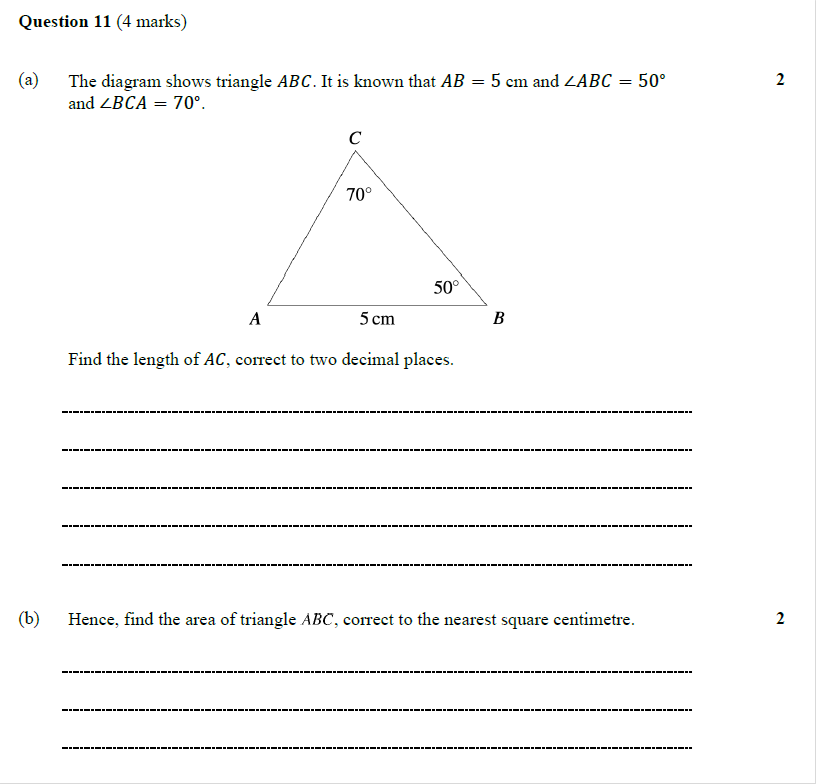 Question 11 (4 marks)
(a) The diagram shows triangle ABC. It is known that AB = 5 cm and ∠ABC = 50° 2
and ∠BCA = 70°.
C
70°
50°
A 5 cm B
Find the length of AC, correct to two decimal places.
(b) Hence, find the area of triangle ABC, correct to the nearest square centimetre. 2